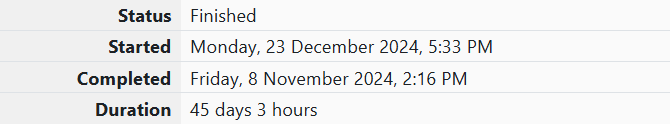 Status Finished
Started Monday, 23 December 2024, 5:33 PM
Completed Friday, 8 November 2024, 2:16 PM
Duration 45 days 3 hours